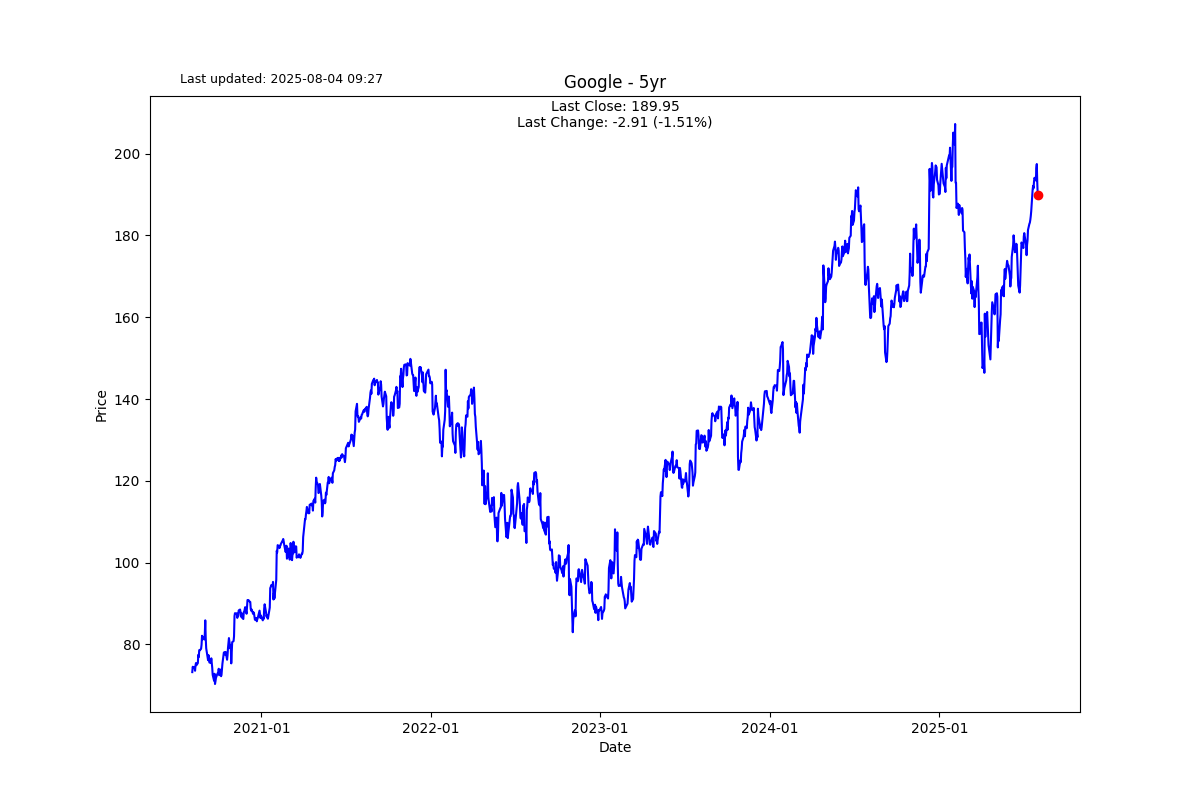 Last updated: 2025-08-04 09:27
Google - 5yr
Last Close: 189.95
Last Change: -2.91 (-1.51%)
200
180
160
140
120
100
80
Price
2021-01
2022-01
2023-01
2024-01
2025-01
Date